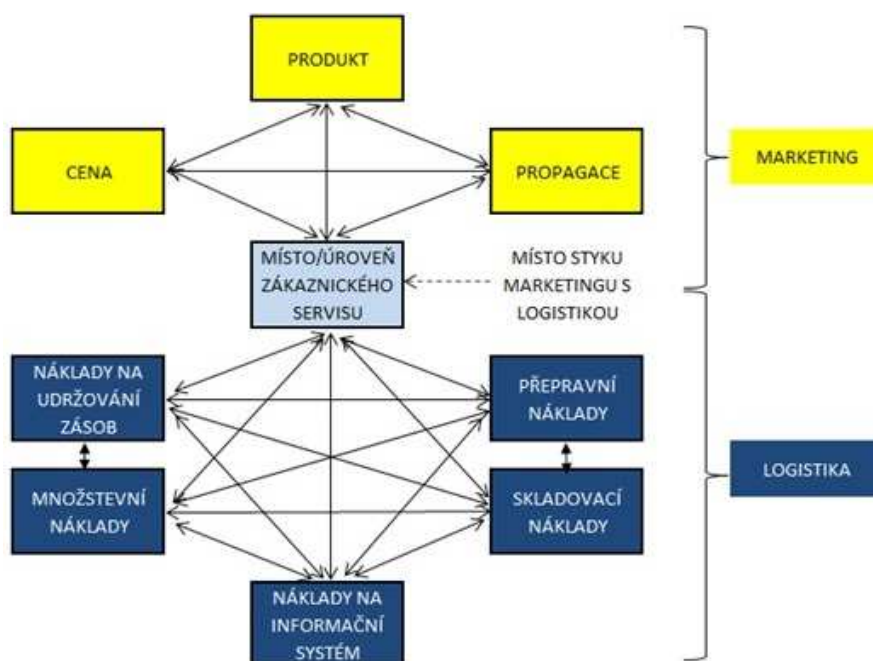 PRODUKT
CENA
PROPAGACE
MARKETING
MÍSTO/ÚROVEŇ
ZÁKAZNICKÉHO
SERVISU
MÍSTO STYKU
MARKETINGU S
LOGISTIKOU
NÁKLADY NA
UDRŽOVÁNÍ
ZÁSOB
PŘEPRAVNÍ
NÁKLADY
LOGISTIKA
MNOŽSTEVNÍ
NÁKLADY
SKLADOVACÍ
NÁKLADY
NÁKLADY NA
INFORMAČNÍ
SYSTÉM